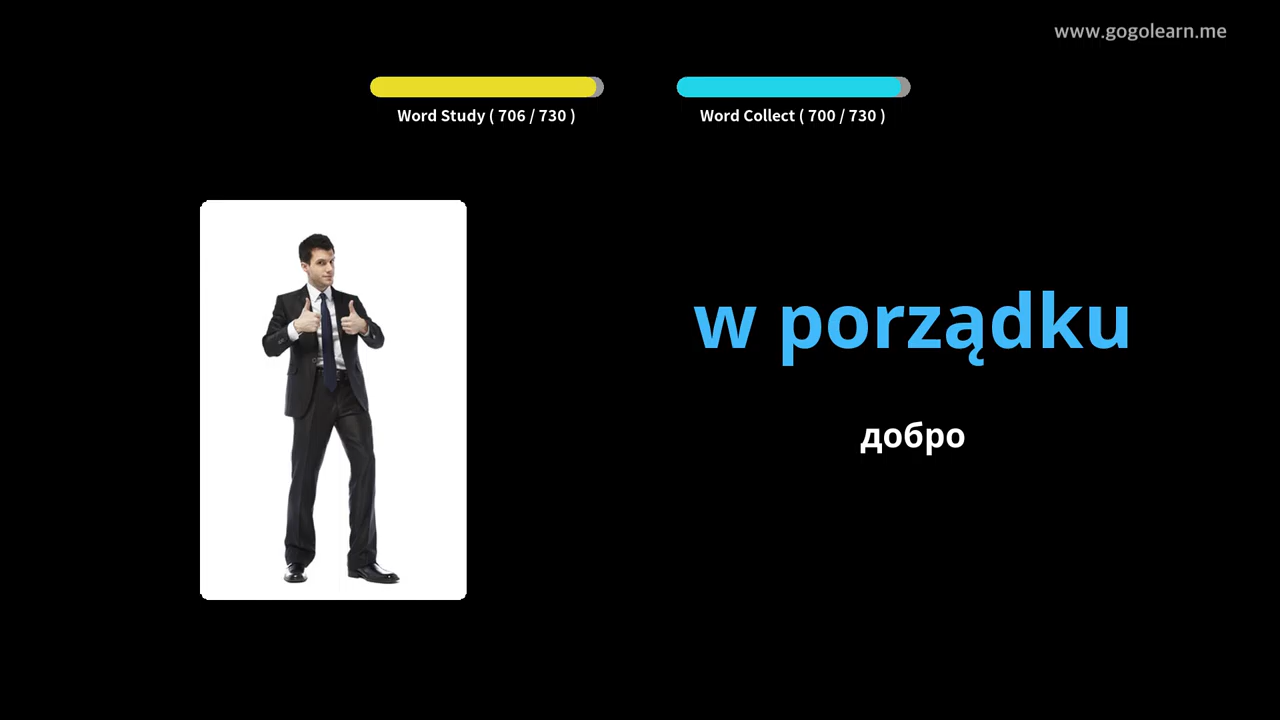 www.gogolearn.me
Word Study ( 706 / 730 )
Word Collect ( 700 / 730 )
w porządku
добро